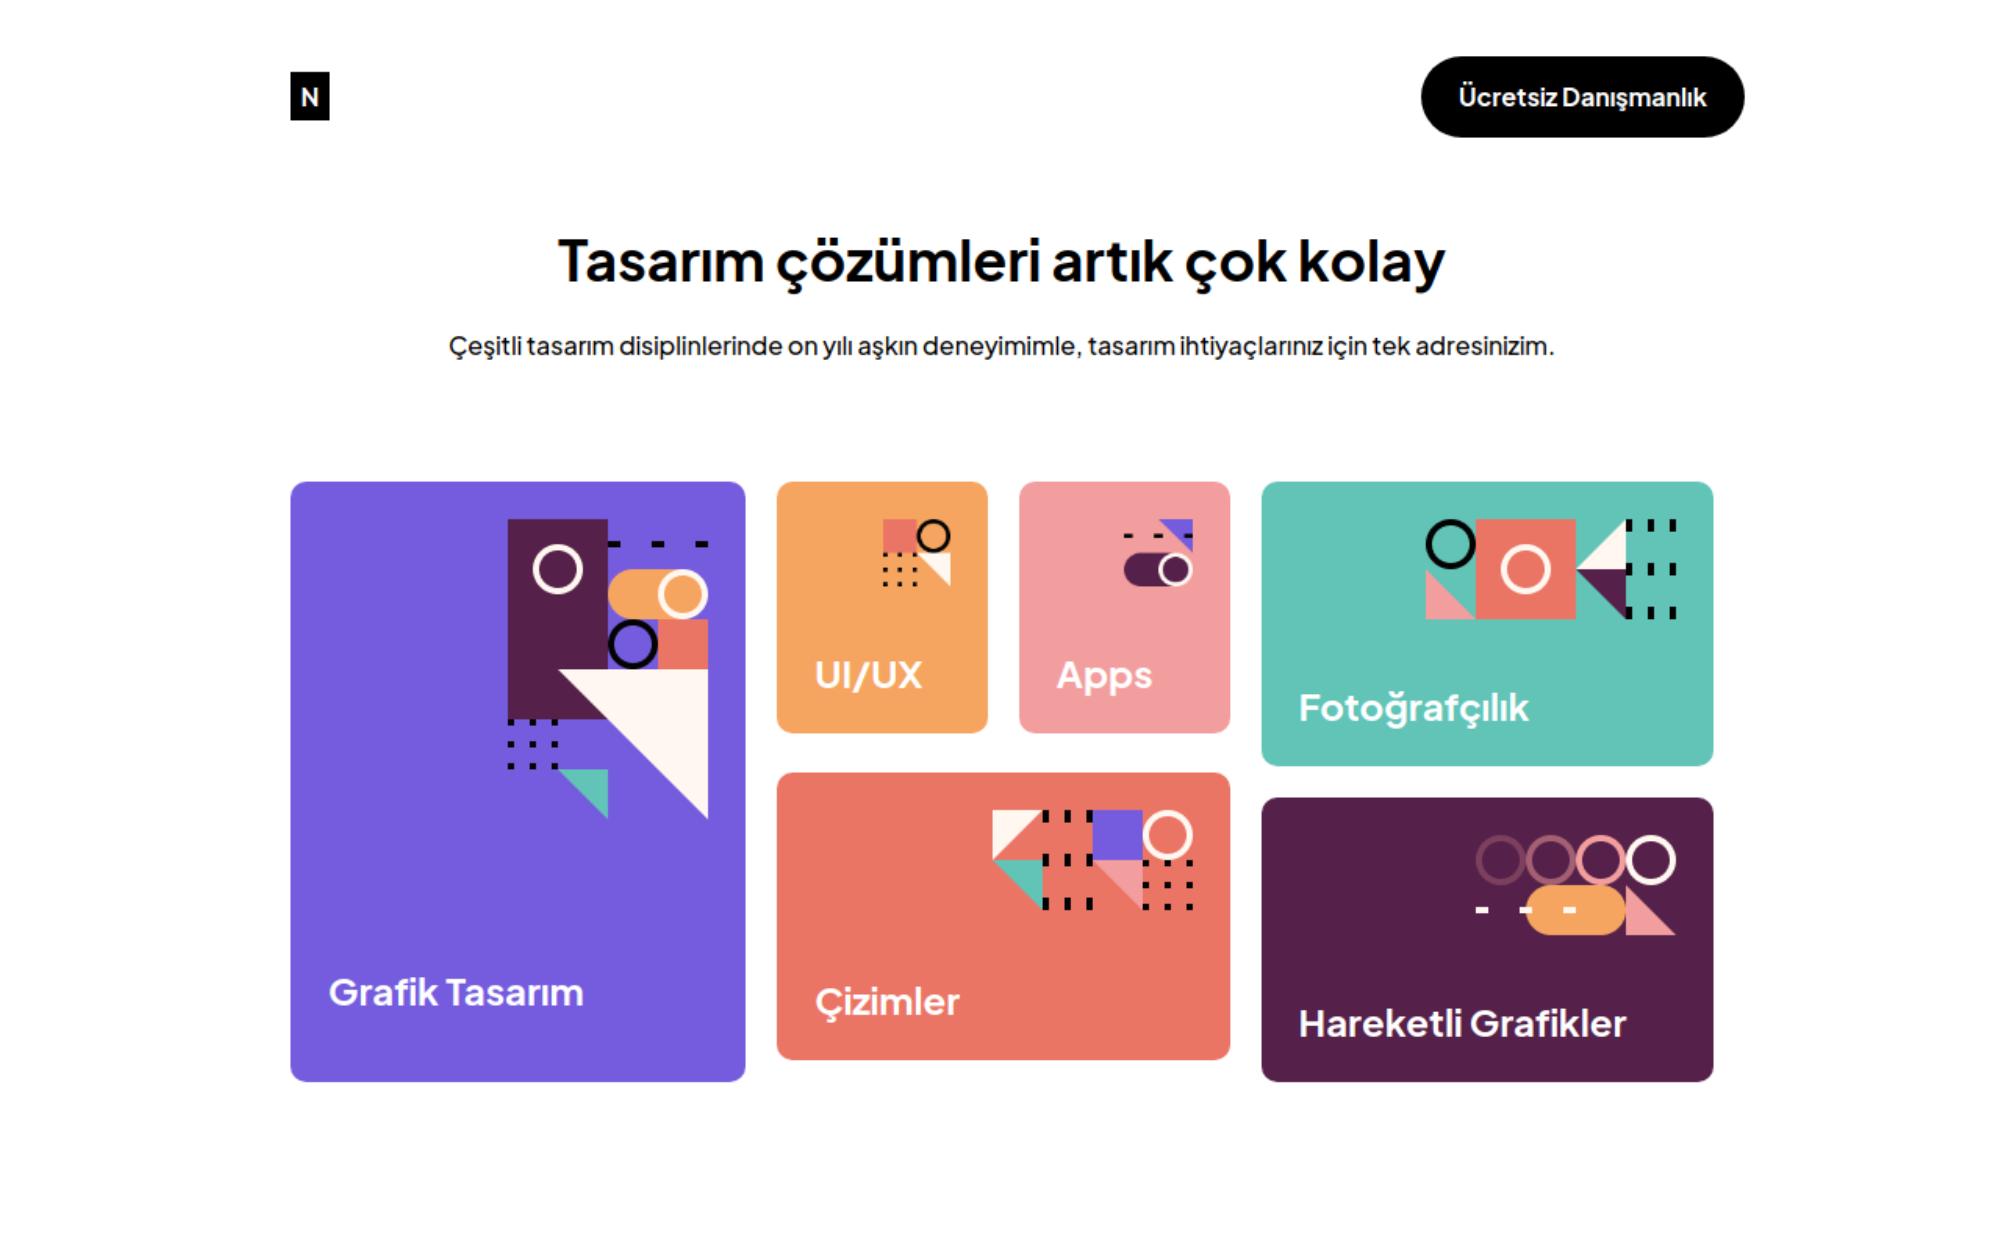 N
Ücretsiz Danışmanlık
Tasarım çözümleri artık çok kolay
Çeşitli tasarım disiplinlerinde on yılı aşkın deneyimimle, tasarım ihtiyaçlarınız için tek adresinizim.
Grafik Tasarım
UI/UX
Apps
Çizimler
Fotoğrafçılık
Hareketli Grafikler